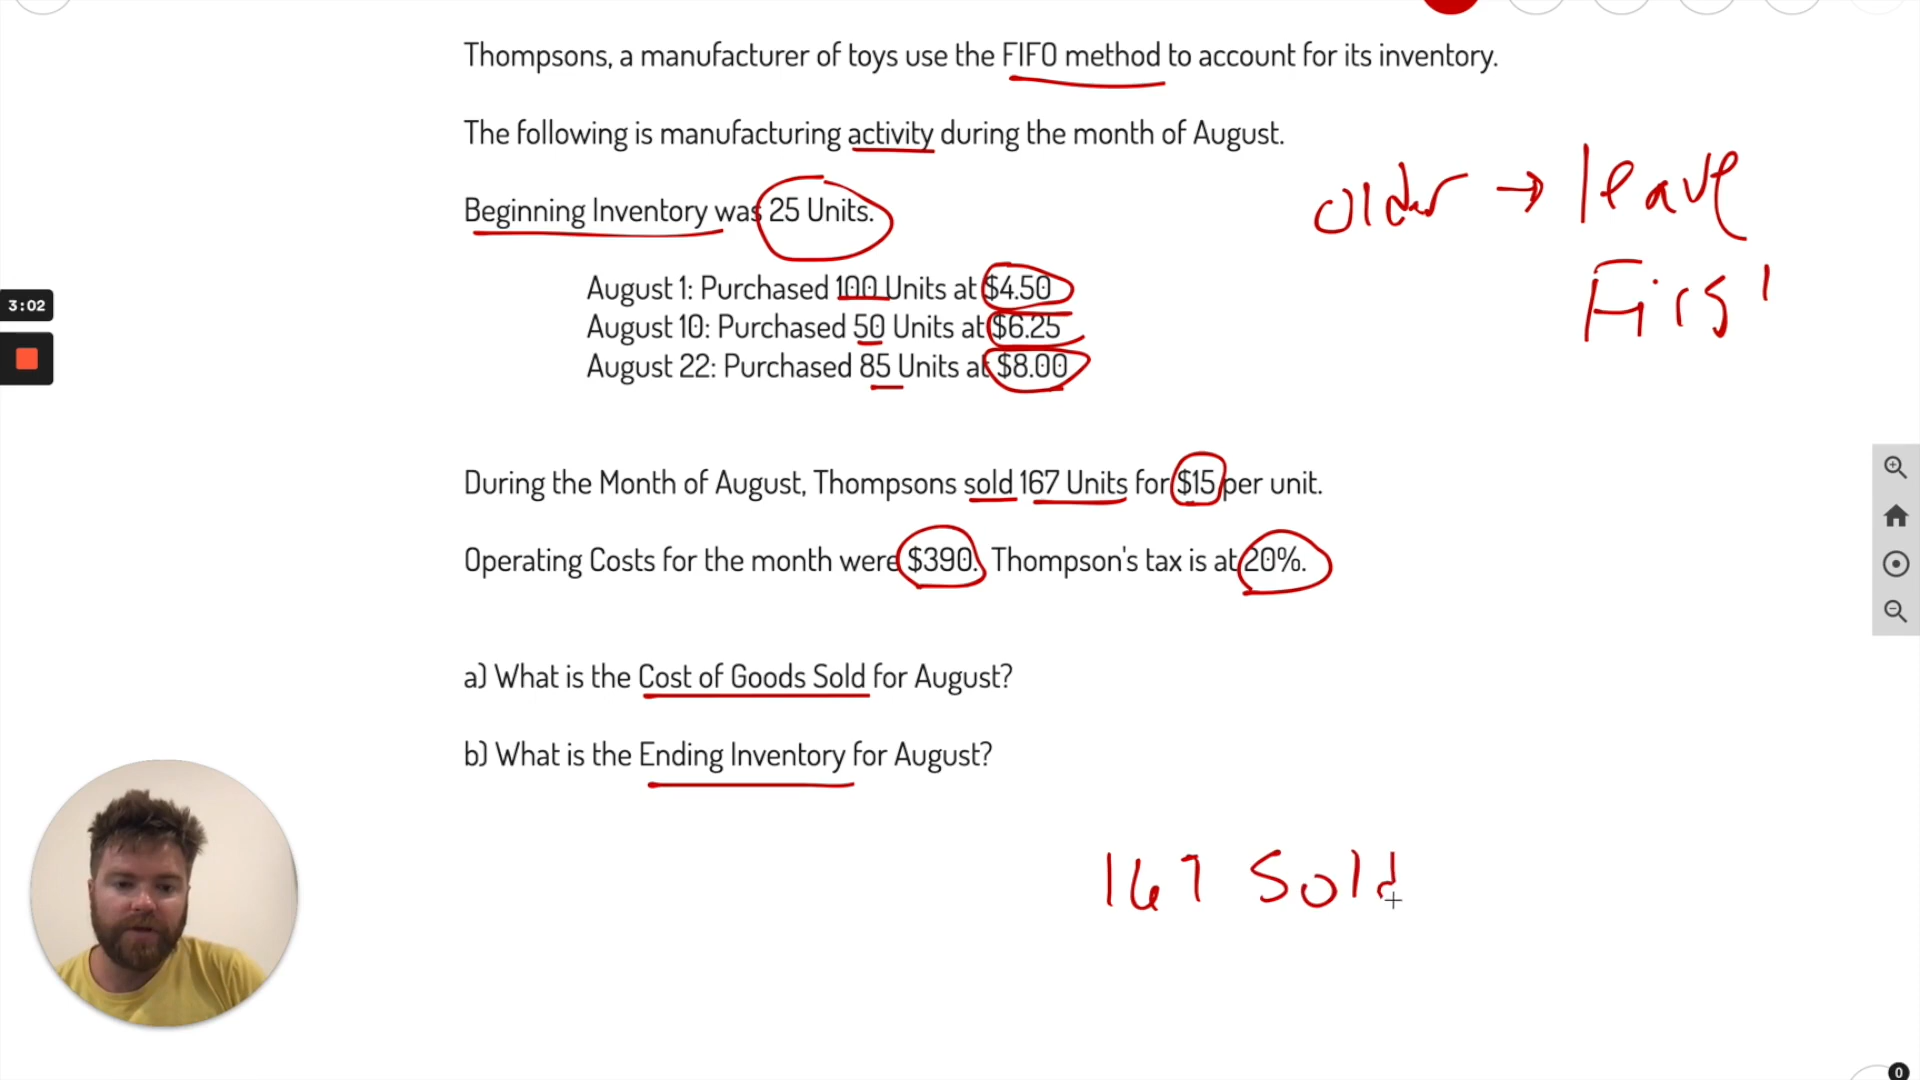 Thompsons, a manufacturer of toys use the FIFO method to account for its inventory.
The following is manufacturing activity during the month of August.
Beginning Inventory was 25 Units.
older → leave
First
August 1: Purchased 100 Units at $4.50
August 10: Purchased 50 Units at $6.25
August 22: Purchased 85 Units at $8.00
3:02
During the Month of August, Thompsons sold 167 Units for $15 per unit.
Operating Costs for the month were $390. Thompson's tax is at 20%.
a) What is the Cost of Goods Sold for August?
b) What is the Ending Inventory for August?
167 Sold
0